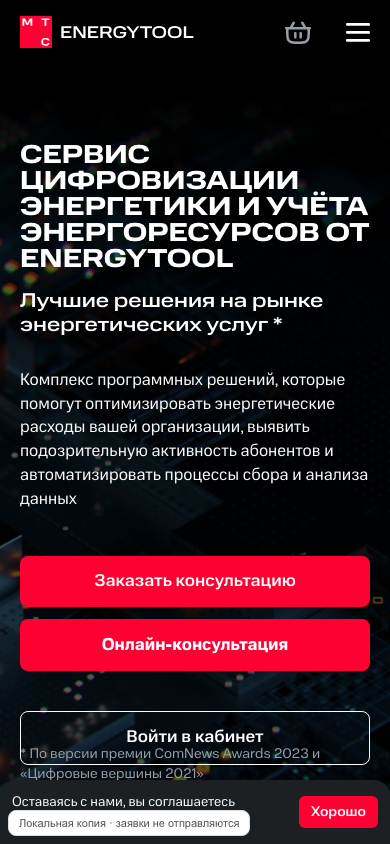 МТС
ENERGYTOOL
СЕРВИС
ЦИФРОВИЗАЦИИ
ЭНЕРГЕТИКИ И УЧЁТА
ЭНЕРГОРЕСУРСОВ ОТ
ENERGYTOOL
Лучшие решения на рынке
энергетических услуг *
Комплекс программных решений, которые
помогут оптимизировать энергетические
расходы вашей организации, выявить
подозрительную активность абонентов и
автоматизировать процессы сбора и анализа
данных
Заказать консультацию
Онлайн-консультация
Войти в кабинет
* По версии премии ComNews Awards 2023 и
«Цифровые вершины 2021»
Оставаясь с нами, вы соглашаетесь
Хорошо
Локальная копия · заявки не отправляются